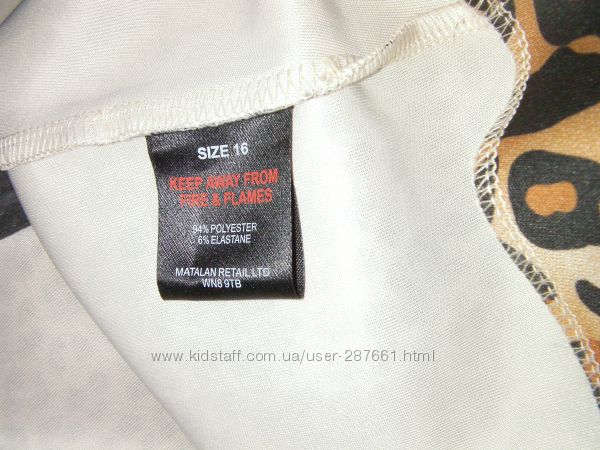 SIZE 16
KEEP AWAY FROM
FIRE & FLAMES
94% POLYESTER
6% ELASTANE
MATALAN RETAIL LTD
WN8 9TB
www.kidstaff.com.ua/user-287661.html